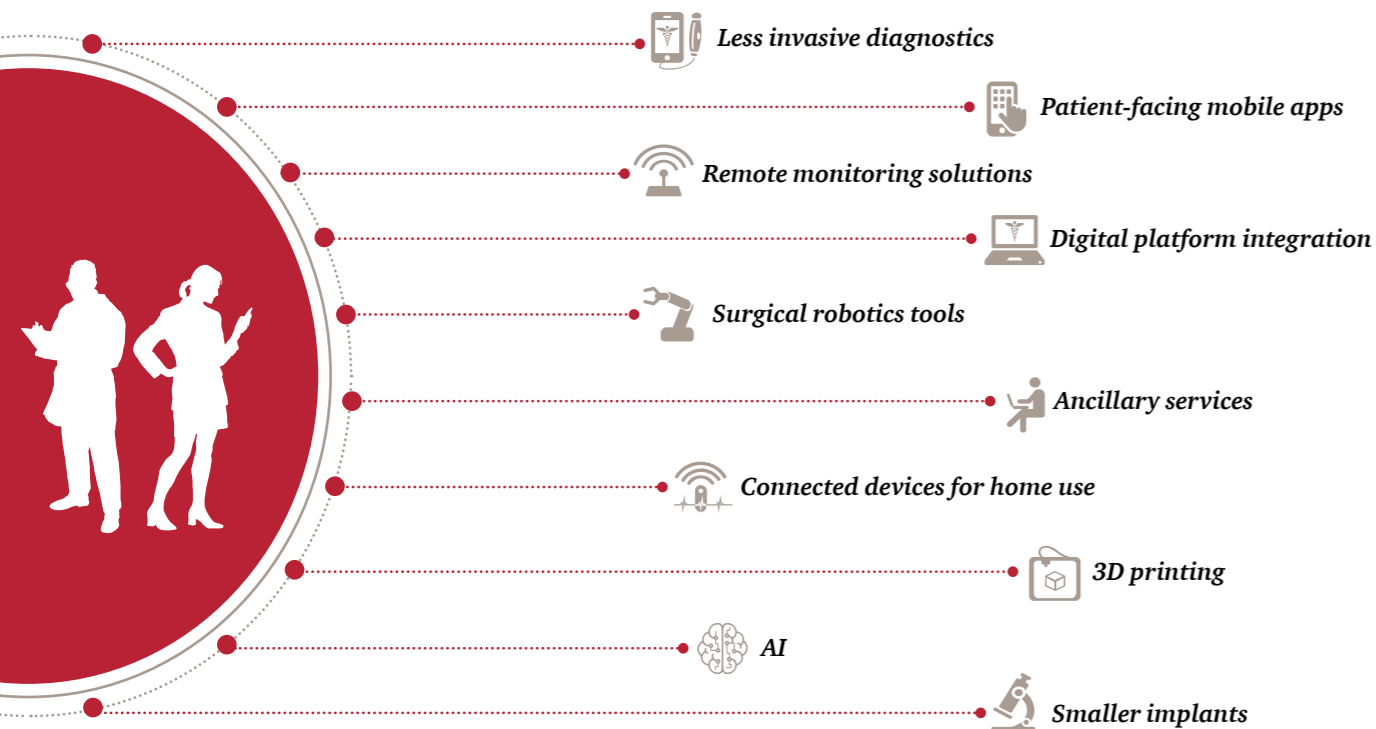 Less invasive diagnostics
Patient-facing mobile apps
Remote monitoring solutions
Digital platform integration
Surgical robotics tools
Ancillary services
Connected devices for home use
3D printing
AI
Smaller implants